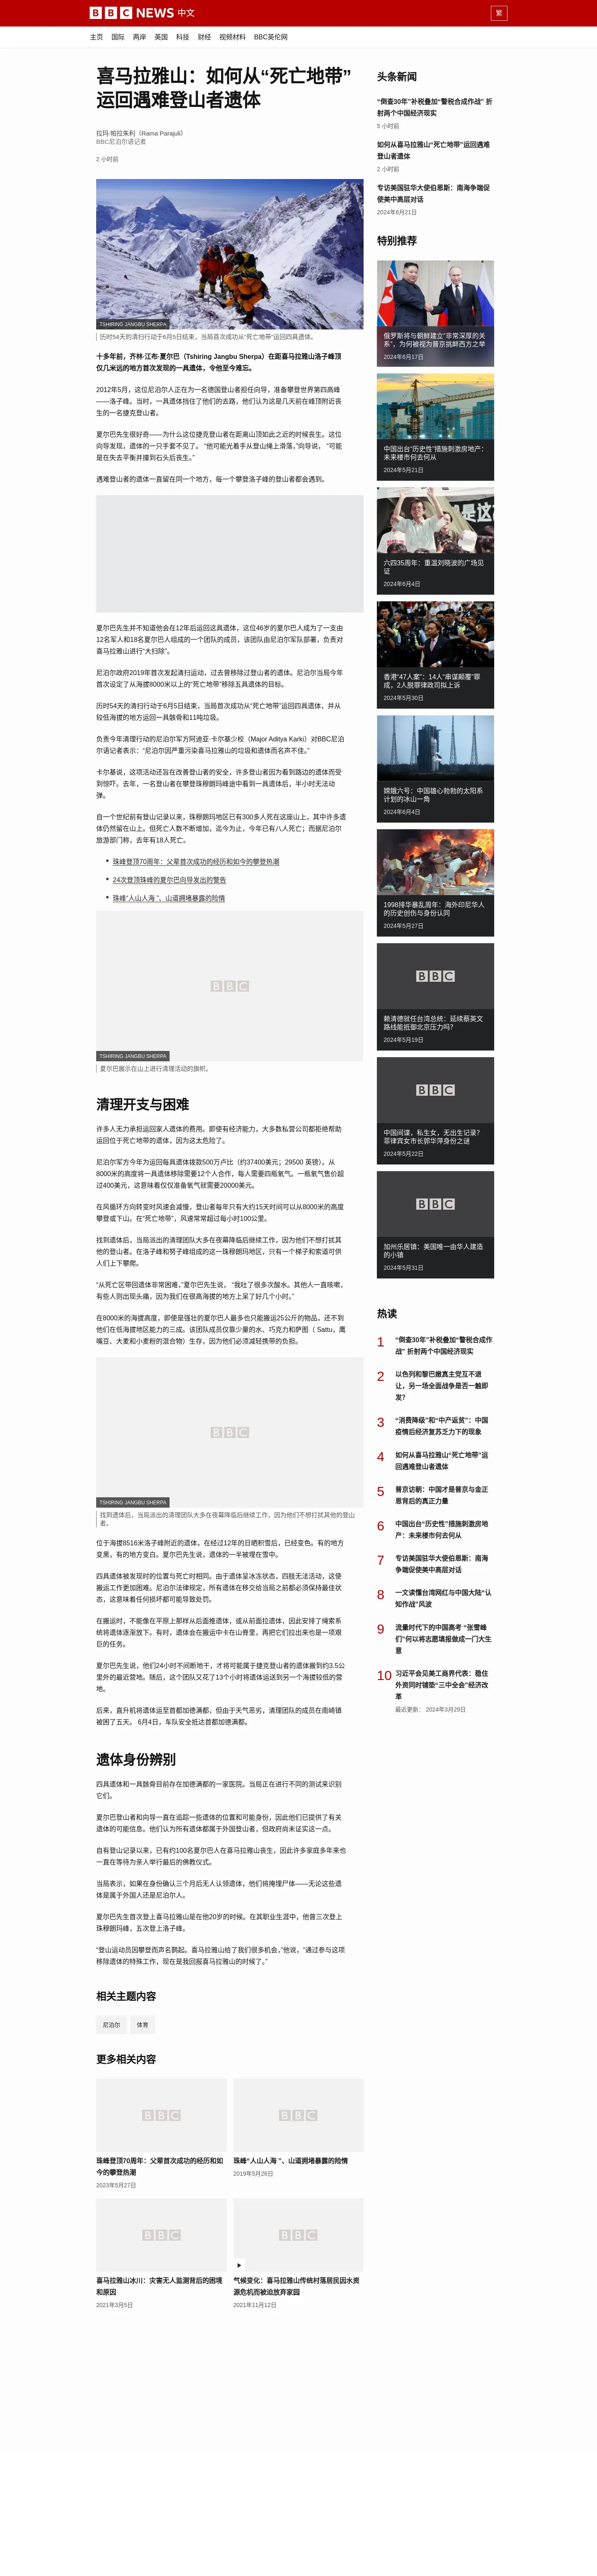 BBC NEWS 中文
繁
主页 国际 两岸 英国 科技 财经 视频材料 BBC英伦网
喜马拉雅山：如何从“死亡地带”
运回遇难登山者遗体
拉玛·帕拉朱利（Rama Parajuli）
BBC尼泊尔语记者
2 小时前
TSHIRING JANGBU SHERPA
历时54天的清扫行动于6月5日结束，当局首次成功从“死亡地带”运回四具遗体。
十多年前，齐林·江布·夏尔巴（Tshiring Jangbu Sherpa）在距喜马拉雅山洛子峰顶
仅几米远的地方首次发现的一具遗体，令他至今难忘。
2012年5月，这位尼泊尔人正在为一名德国登山者担任向导，准备攀登世界第四高峰
——洛子峰。当时，一具遗体挡住了他们的去路，他们认为这是几天前在峰顶附近丧
生的一名捷克登山者。
夏尔巴先生很好奇——为什么这位捷克登山者在距离山顶如此之近的时候丧生。这位
向导发现，遗体的一只手套不见了。 “他可能光着手从登山绳上滑落，”向导说， “可能
是在失去平衡并撞到石头后丧生。”
遇难登山者的遗体一直留在同一个地方，每一个攀登洛子峰的登山者都会遇到。
夏尔巴先生并不知道他会在12年后运回这具遗体，这位46岁的夏尔巴人成为了一支由
12名军人和18名夏尔巴人组成的一个团队的成员，该团队由尼泊尔军队部署，负责对
喜马拉雅山进行“大扫除”。
尼泊尔政府2019年首次发起清扫运动，过去曾移除过登山者的遗体。尼泊尔当局今年
首次设定了从海拔8000米以上的“死亡地带”移除五具遗体的目标。
历时54天的清扫行动于6月5日结束，当局首次成功从“死亡地带”运回四具遗体，并从
较低海拔的地方运回一具骸骨和11吨垃圾。
负责今年清理行动的尼泊尔军方阿迪亚·卡尔基少校（Major Aditya Karki）对BBC尼泊
尔语记者表示：“尼泊尔因严重污染喜马拉雅山的垃圾和遗体而名声不佳。”
卡尔基说，这项活动还旨在改善登山者的安全，许多登山者因为看到路边的遗体而受
到惊吓。去年，一名登山者在攀登珠穆朗玛峰途中看到一具遗体后，半小时无法动
弹。
自一个世纪前有登山记录以来，珠穆朗玛地区已有300多人死在这座山上，其中许多遗
体仍然留在山上。但死亡人数不断增加，迄今为止，今年已有八人死亡；而据尼泊尔
旅游部门称，去年有18人死亡。
珠峰登顶70周年：父辈首次成功的经历和如今的攀登热潮
24次登顶珠峰的夏尔巴向导发出的警告
珠峰“人山人海 ”、山道拥堵暴露的险情
BBC
TSHIRING JANGBU SHERPA
夏尔巴展示在山上进行清理活动的旗帜。
清理开支与困难
许多人无力承担运回家人遗体的费用。即使有经济能力，大多数私营公司都拒绝帮助
运回位于死亡地带的遗体，因为这太危险了。
尼泊尔军方今年为运回每具遗体拨款500万卢比（约37400美元；29500 英镑）。从
8000米的高度将一具遗体移除需要12个人合作，每人需要四瓶氧气。一瓶氧气售价超
过400美元，这意味着仅仅准备氧气就需要20000美元。
在风循环方向转变时风速会减慢，登山者每年只有大约15天时间可以从8000米的高度
攀登或下山。在“死亡地带”，风速常常超过每小时100公里。
找到遗体后，当局派出的清理团队大多在夜幕降临后继续工作，因为他们不想打扰其
他的登山者。在洛子峰和努子峰组成的这一珠穆朗玛地区，只有一个梯子和索道可供
人们上下攀爬。
“从死亡区带回遗体非常困难，”夏尔巴先生说， “我吐了很多次酸水。其他人一直咳嗽，
有些人则出现头痛，因为我们在很高海拔的地方上呆了好几个小时。”
在8000米的海拔高度，即使是强壮的夏尔巴人最多也只能搬运25公斤的物品，还不到
他们在低海拔地区能力的三成。该团队成员仅靠少量的水、巧克力和萨图（ Sattu，鹰
嘴豆、大麦和小麦粉的混合物）生存，因为他们必须减轻携带的负担。
BBC
TSHIRING JANGBU SHERPA
找到遗体后，当局派出的清理团队大多在夜幕降临后继续工作，因为他们不想打扰其他的登山
者。
位于海拔8516米洛子峰附近的遗体，在经过12年的日晒积雪后，已经变色。有的地方
变黑，有的地方变白。夏尔巴先生说，遗体的一半被埋在雪中。
四具遗体被发现时的位置与死亡时相同。由于遗体呈冰冻状态，四肢无法活动，这使
搬运工作更加困难。尼泊尔法律规定，所有遗体在移交给当局之前都必须保持最佳状
态，这意味着任何损坏都可能导致处罚。
在搬运时，不能像在平原上那样从后面推遗体，或从前面拉遗体，因此安排了绳索系
统将遗体逐渐放下。有时，遗体会在搬运中卡在山脊里，再把它们拉出来也是一项艰
巨的任务。
夏尔巴先生说，他们24小时不间断地干，才将可能属于捷克登山者的遗体搬到约3.5公
里外的最近营地。随后，这个团队又花了13个小时将遗体运送到另一个海拔较低的营
地。
后来，直升机将遗体运至首都加德满都，但由于天气恶劣，清理团队的成员在南崎镇
被困了五天。 6月4日，车队安全抵达首都加德满都。
遗体身份辨别
四具遗体和一具骸骨目前存在加德满都的一家医院。当局正在进行不同的测试来识别
它们。
夏尔巴登山者和向导一直在追踪一些遗体的位置和可能身份，因此他们已提供了有关
遗体的可能信息。他们认为所有遗体都属于外国登山者，但政府尚未证实这一点。
自有登山记录以来，已有约100名夏尔巴人在喜马拉雅山丧生，因此许多家庭多年来也
一直在等待为亲人举行最后的佛教仪式。
当局表示，如果在身份确认三个月后无人认领遗体，他们将掩埋尸体——无论这些遗
体是属于外国人还是尼泊尔人。
夏尔巴先生首次登上喜马拉雅山是在他20岁的时候。在其职业生涯中，他曾三次登上
珠穆朗玛峰，五次登上洛子峰。
“登山运动员因攀登而声名鹊起。喜马拉雅山给了我们很多机会，”他说，“通过参与这项
移除遗体的特殊工作，现在是我回报喜马拉雅山的时候了。”
相关主题内容
尼泊尔 体育
更多相关内容
BBC
珠峰登顶70周年：父辈首次成功的经历和如
今的攀登热潮
2023年5月27日
BBC
珠峰“人山人海 ”、山道拥堵暴露的险情
2019年5月26日
BBC
喜马拉雅山冰川：灾害无人监测背后的困境
和原因
2021年3月5日
BBC
气候变化：喜马拉雅山传统村落居民因水资
源危机而被迫放弃家园
2021年11月12日
头条新闻
“倒查30年”补税叠加“警税合成作战” 折
射两个中国经济现实
5 小时前
如何从喜马拉雅山“死亡地带”运回遇难
登山者遗体
2 小时前
专访美国驻华大使伯恩斯：南海争端促
使美中高层对话
2024年6月21日
特别推荐
俄罗斯将与朝鲜建立“非常深厚的关
系”，为何被视为普京挑衅西方之举
2024年6月17日
中国出台“历史性”措施刺激房地产：
未来楼市何去何从
2024年5月21日
六四35周年：重温刘晓波的广场见
证
2024年6月4日
香港“47人案”：14人“串谋颠覆”罪
成，2人脱罪律政司拟上诉
2024年5月30日
嫦娥六号：中国雄心勃勃的太阳系
计划的冰山一角
2024年6月4日
1998排华暴乱周年：海外印尼华人
的历史创伤与身份认同
2024年5月27日
BBC
赖清德就任台湾总统：延续蔡英文
路线能抵御北京压力吗？
2024年5月19日
BBC
中国间谍，私生女，无出生记录？
菲律宾女市长郭华萍身份之谜
2024年5月22日
BBC
加州乐居镇：美国唯一由华人建造
的小镇
2024年5月31日
热读
1 “倒查30年”补税叠加“警税合成作
战” 折射两个中国经济现实
2 以色列和黎巴嫩真主党互不退
让，另一场全面战争是否一触即
发？
3 “消费降级”和“中产返贫”：中国
疫情后经济复苏乏力下的现象
4 如何从喜马拉雅山“死亡地带”运
回遇难登山者遗体
5 普京访朝：中国才是普京与金正
恩背后的真正力量
6 中国出台“历史性”措施刺激房地
产：未来楼市何去何从
7 专访美国驻华大使伯恩斯：南海
争端促使美中高层对话
8 一文读懂台湾网红与中国大陆“认
知作战”风波
9 流量时代下的中国高考 “张雪峰
们”何以将志愿填报做成一门大生
意
10 习近平会见美工商界代表：稳住
外资同时铺垫“三中全会”经济改
革
最近更新： 2024年3月29日